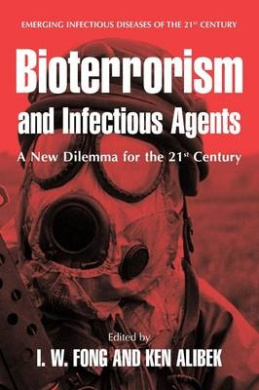 EMERGING INFECTIOUS DISEASES OF THE 21ST CENTURY
Bioterrorism
and Infectious Agents
A New Dilemma for the 21st Century
Edited by
I. W. FONG AND KEN ALIBEK